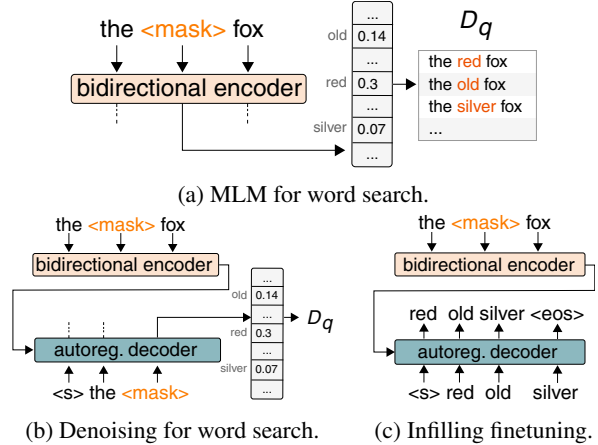 the <mask> fox
bidirectional encoder
...
old 0.14
...
red 0.3
...
silver 0.07
...
Dq
the red fox
the old fox
the silver fox
...
(a) MLM for word search.
the <mask> fox
bidirectional encoder
...
old 0.14
...
red 0.3
...
silver 0.07
...
Dq
autoreg. decoder
<s> the <mask>
(b) Denoising for word search.
the <mask> fox
bidirectional encoder
red old silver <eos>
autoreg. decoder
<s> red old silver
(c) Infilling finetuning.